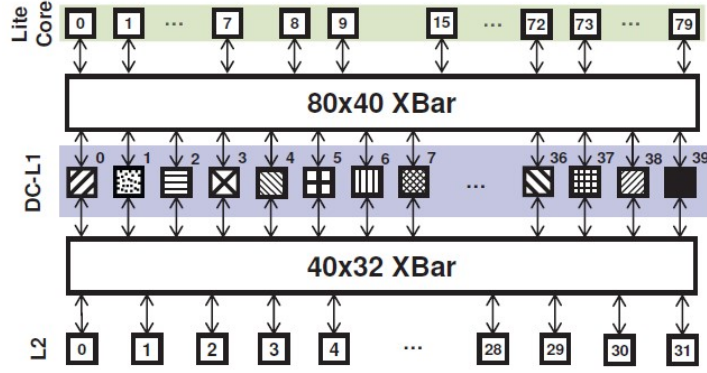 Lite Core
0 1 ... 7 8 9 15 ... 72 73 ... 79
80x40 XBar
DC-L1
0 1 2 3 4 5 6 7 ... 36 37 38 39
40x32 XBar
L2
0 1 2 3 4 ... 28 29 30 31